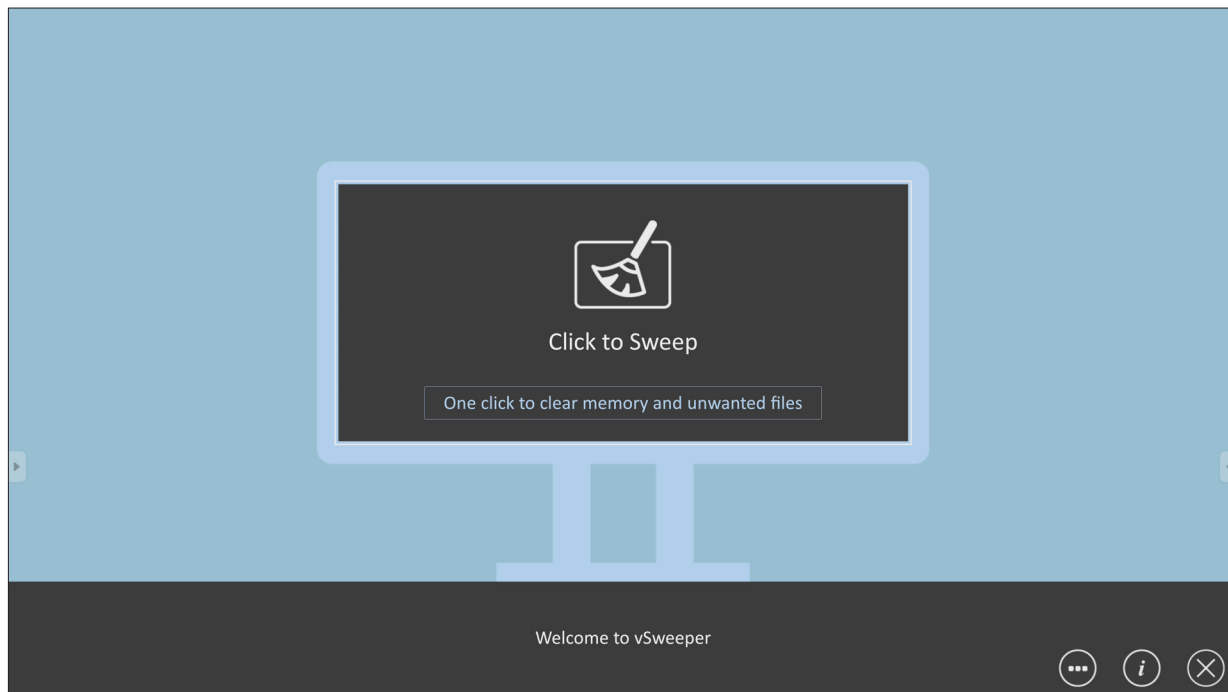 Click to Sweep
One click to clear memory and unwanted files
Welcome to vSweeper
i